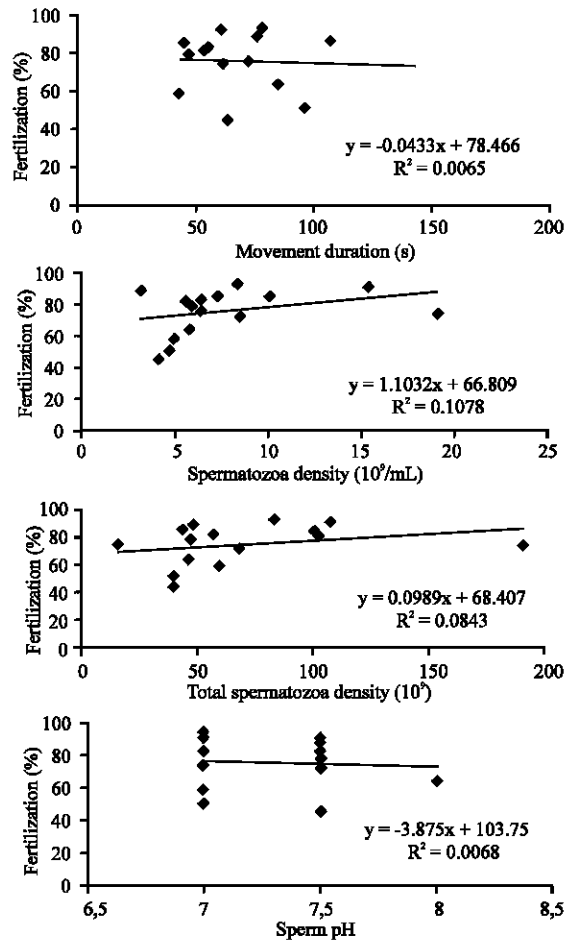 Fertilization (%)
100
80
60
40
20
0
y = -0.0433x + 78.466
R² = 0.0065
0 50 100 150 200
Movement duration (s)
Fertilization (%)
100
80
60
40
20
0
y = 1.1032x + 66.809
R² = 0.1078
0 5 10 15 20 25
Spermatozoa density (10⁹/mL)
Fertilization (%)
100
80
60
40
20
0
y = 0.0989x + 68.407
R² = 0.0843
0 50 100 150 200
Total spermatozoa density (10⁹)
Fertilization (%)
100
80
60
40
20
0
y = -3.875x + 103.75
R² = 0.0068
6,5 7 7,5 8 8,5
Sperm pH